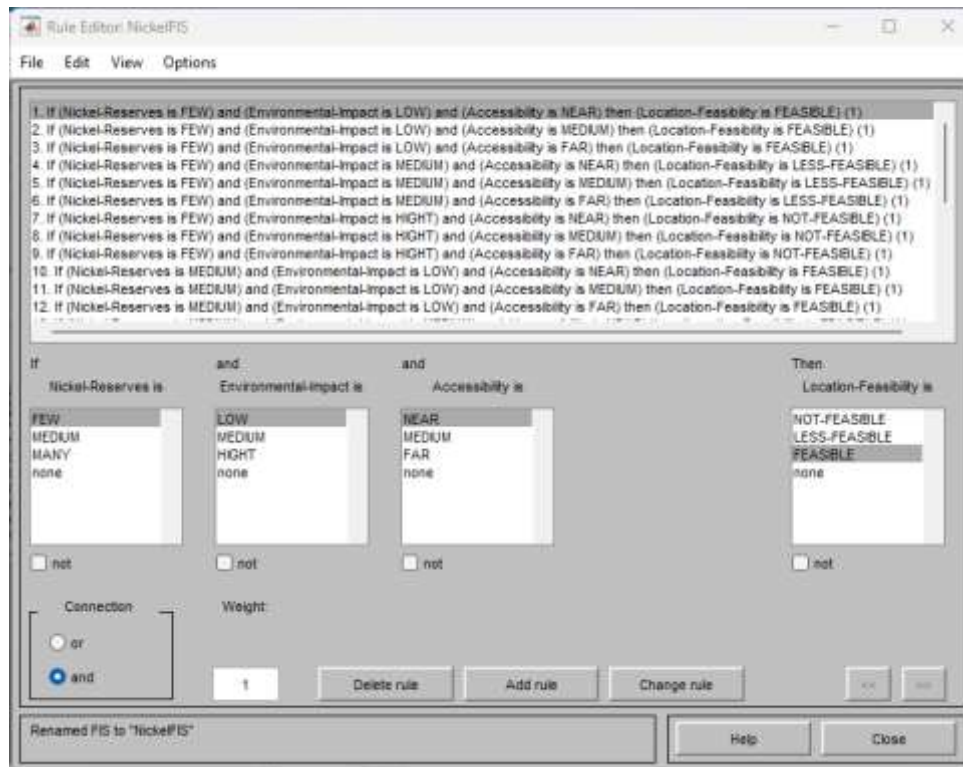 Rule Editor: NickelFIS
File Edit View Options
1. If (Nickel-Reserves is FEW) and (Environmental-Impact is LOW) and (Accessibility is NEAR) then (Location-Feasibility is FEASIBLE) (1)
2. If (Nickel-Reserves is FEW) and (Environmental-Impact is LOW) and (Accessibility is MEDIUM) then (Location-Feasibility is FEASIBLE) (1)
3. If (Nickel-Reserves is FEW) and (Environmental-Impact is LOW) and (Accessibility is FAR) then (Location-Feasibility is FEASIBLE) (1)
4. If (Nickel-Reserves is FEW) and (Environmental-Impact is MEDIUM) and (Accessibility is NEAR) then (Location-Feasibility is LESS-FEASIBLE) (1)
5. If (Nickel-Reserves is FEW) and (Environmental-Impact is MEDIUM) and (Accessibility is MEDIUM) then (Location-Feasibility is LESS-FEASIBLE) (1)
6. If (Nickel-Reserves is FEW) and (Environmental-Impact is MEDIUM) and (Accessibility is FAR) then (Location-Feasibility is LESS-FEASIBLE) (1)
7. If (Nickel-Reserves is FEW) and (Environmental-Impact is HIGHT) and (Accessibility is NEAR) then (Location-Feasibility is NOT-FEASIBLE) (1)
8. If (Nickel-Reserves is FEW) and (Environmental-Impact is HIGHT) and (Accessibility is MEDIUM) then (Location-Feasibility is NOT-FEASIBLE) (1)
9. If (Nickel-Reserves is FEW) and (Environmental-Impact is HIGHT) and (Accessibility is FAR) then (Location-Feasibility is NOT-FEASIBLE) (1)
10. If (Nickel-Reserves is MEDIUM) and (Environmental-Impact is LOW) and (Accessibility is NEAR) then (Location-Feasibility is FEASIBLE) (1)
11. If (Nickel-Reserves is MEDIUM) and (Environmental-Impact is LOW) and (Accessibility is MEDIUM) then (Location-Feasibility is FEASIBLE) (1)
12. If (Nickel-Reserves is MEDIUM) and (Environmental-Impact is LOW) and (Accessibility is FAR) then (Location-Feasibility is FEASIBLE) (1)
If and and Then
Nickel-Reserves is Environmental-Impact is Accessibility is Location-Feasibility is
FEW LOW NEAR NOT-FEASIBLE
MEDIUM MEDIUM MEDIUM LESS-FEASIBLE
MANY HIGHT FAR FEASIBLE
none none none none
not not not not
Connection Weight:
or
and 1 Delete rule Add rule Change rule << >>
Renamed FIS to "NickelFIS" Help Close